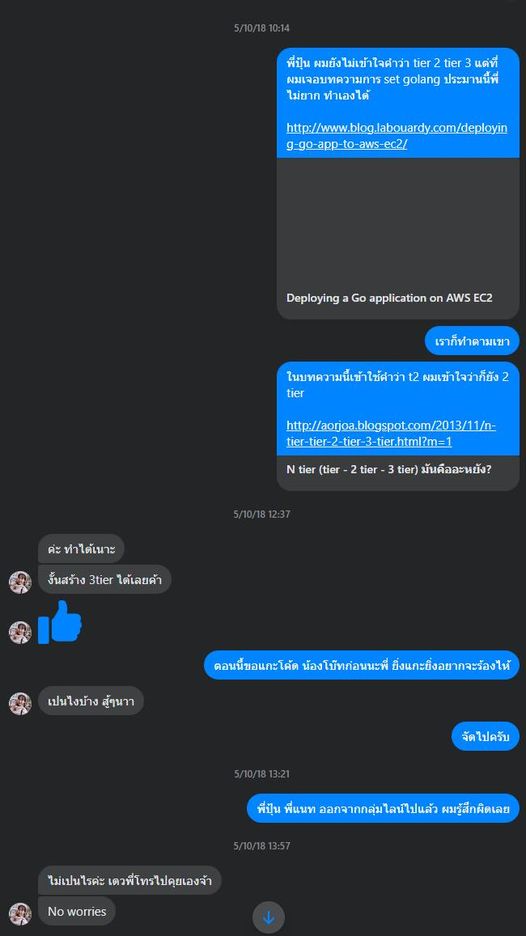 5/10/18 10:14
พี่ปุ้น ผมยังไม่เข้าใจคำว่า tier 2 tier 3 แต่ที่
ผมเจอบทความการ set golang ประมานนี้พี่
ไม่ยาก ทำเองได้
http://www.blog.labouardy.com/deployin
g-go-app-to-aws-ec2/
Deploying a Go application on AWS EC2
เราก็ทำตามเขา
ในบทความนี้เข้าใช้คำว่า t2 ผมเข้าใจว่าก็ยัง 2
tier
http://aorjoa.blogspot.com/2013/11/n-
tier-tier-2-tier-3-tier.html?m=1
N tier (tier - 2 tier - 3 tier) มันคืออะหยัง?
5/10/18 12:37
ค่ะ ทำได้เนาะ
งั้นสร้าง 3tier ได้เลยค้า
ตอนนี้ขอแกะโค้ด น้องโบ๊ทก่อนนะพี่ ยิ่งแกะยิ่งอยากจะร้องไห้
เปนไงบ้าง สู้ๆนาา
จัดไปครับ
5/10/18 13:21
พี่ปุ้น พี่แนท ออกจากกลุ่มไลน์ไปแล้ว ผมรู้สึกผิดเลย
5/10/18 13:57
ไม่เปนไรค่ะ เดวพี่โทรไปคุยเองจ้า
No worries